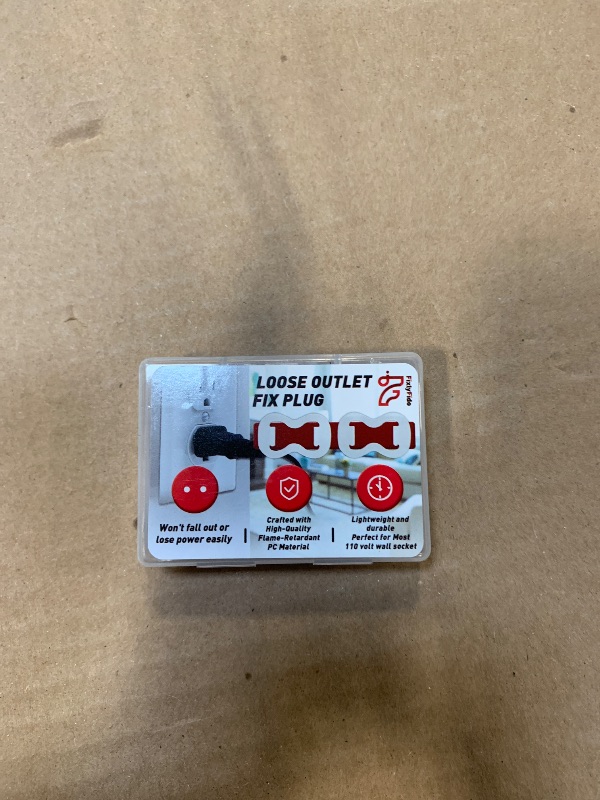 LOOSE OUTLET
FIX PLUG
FixlyFido
Won't fall out or
lose power easily
Crafted with
High-Quality
Flame-Retardant
PC Material
Lightweight and
durable
Perfect for Most
110 volt wall socket